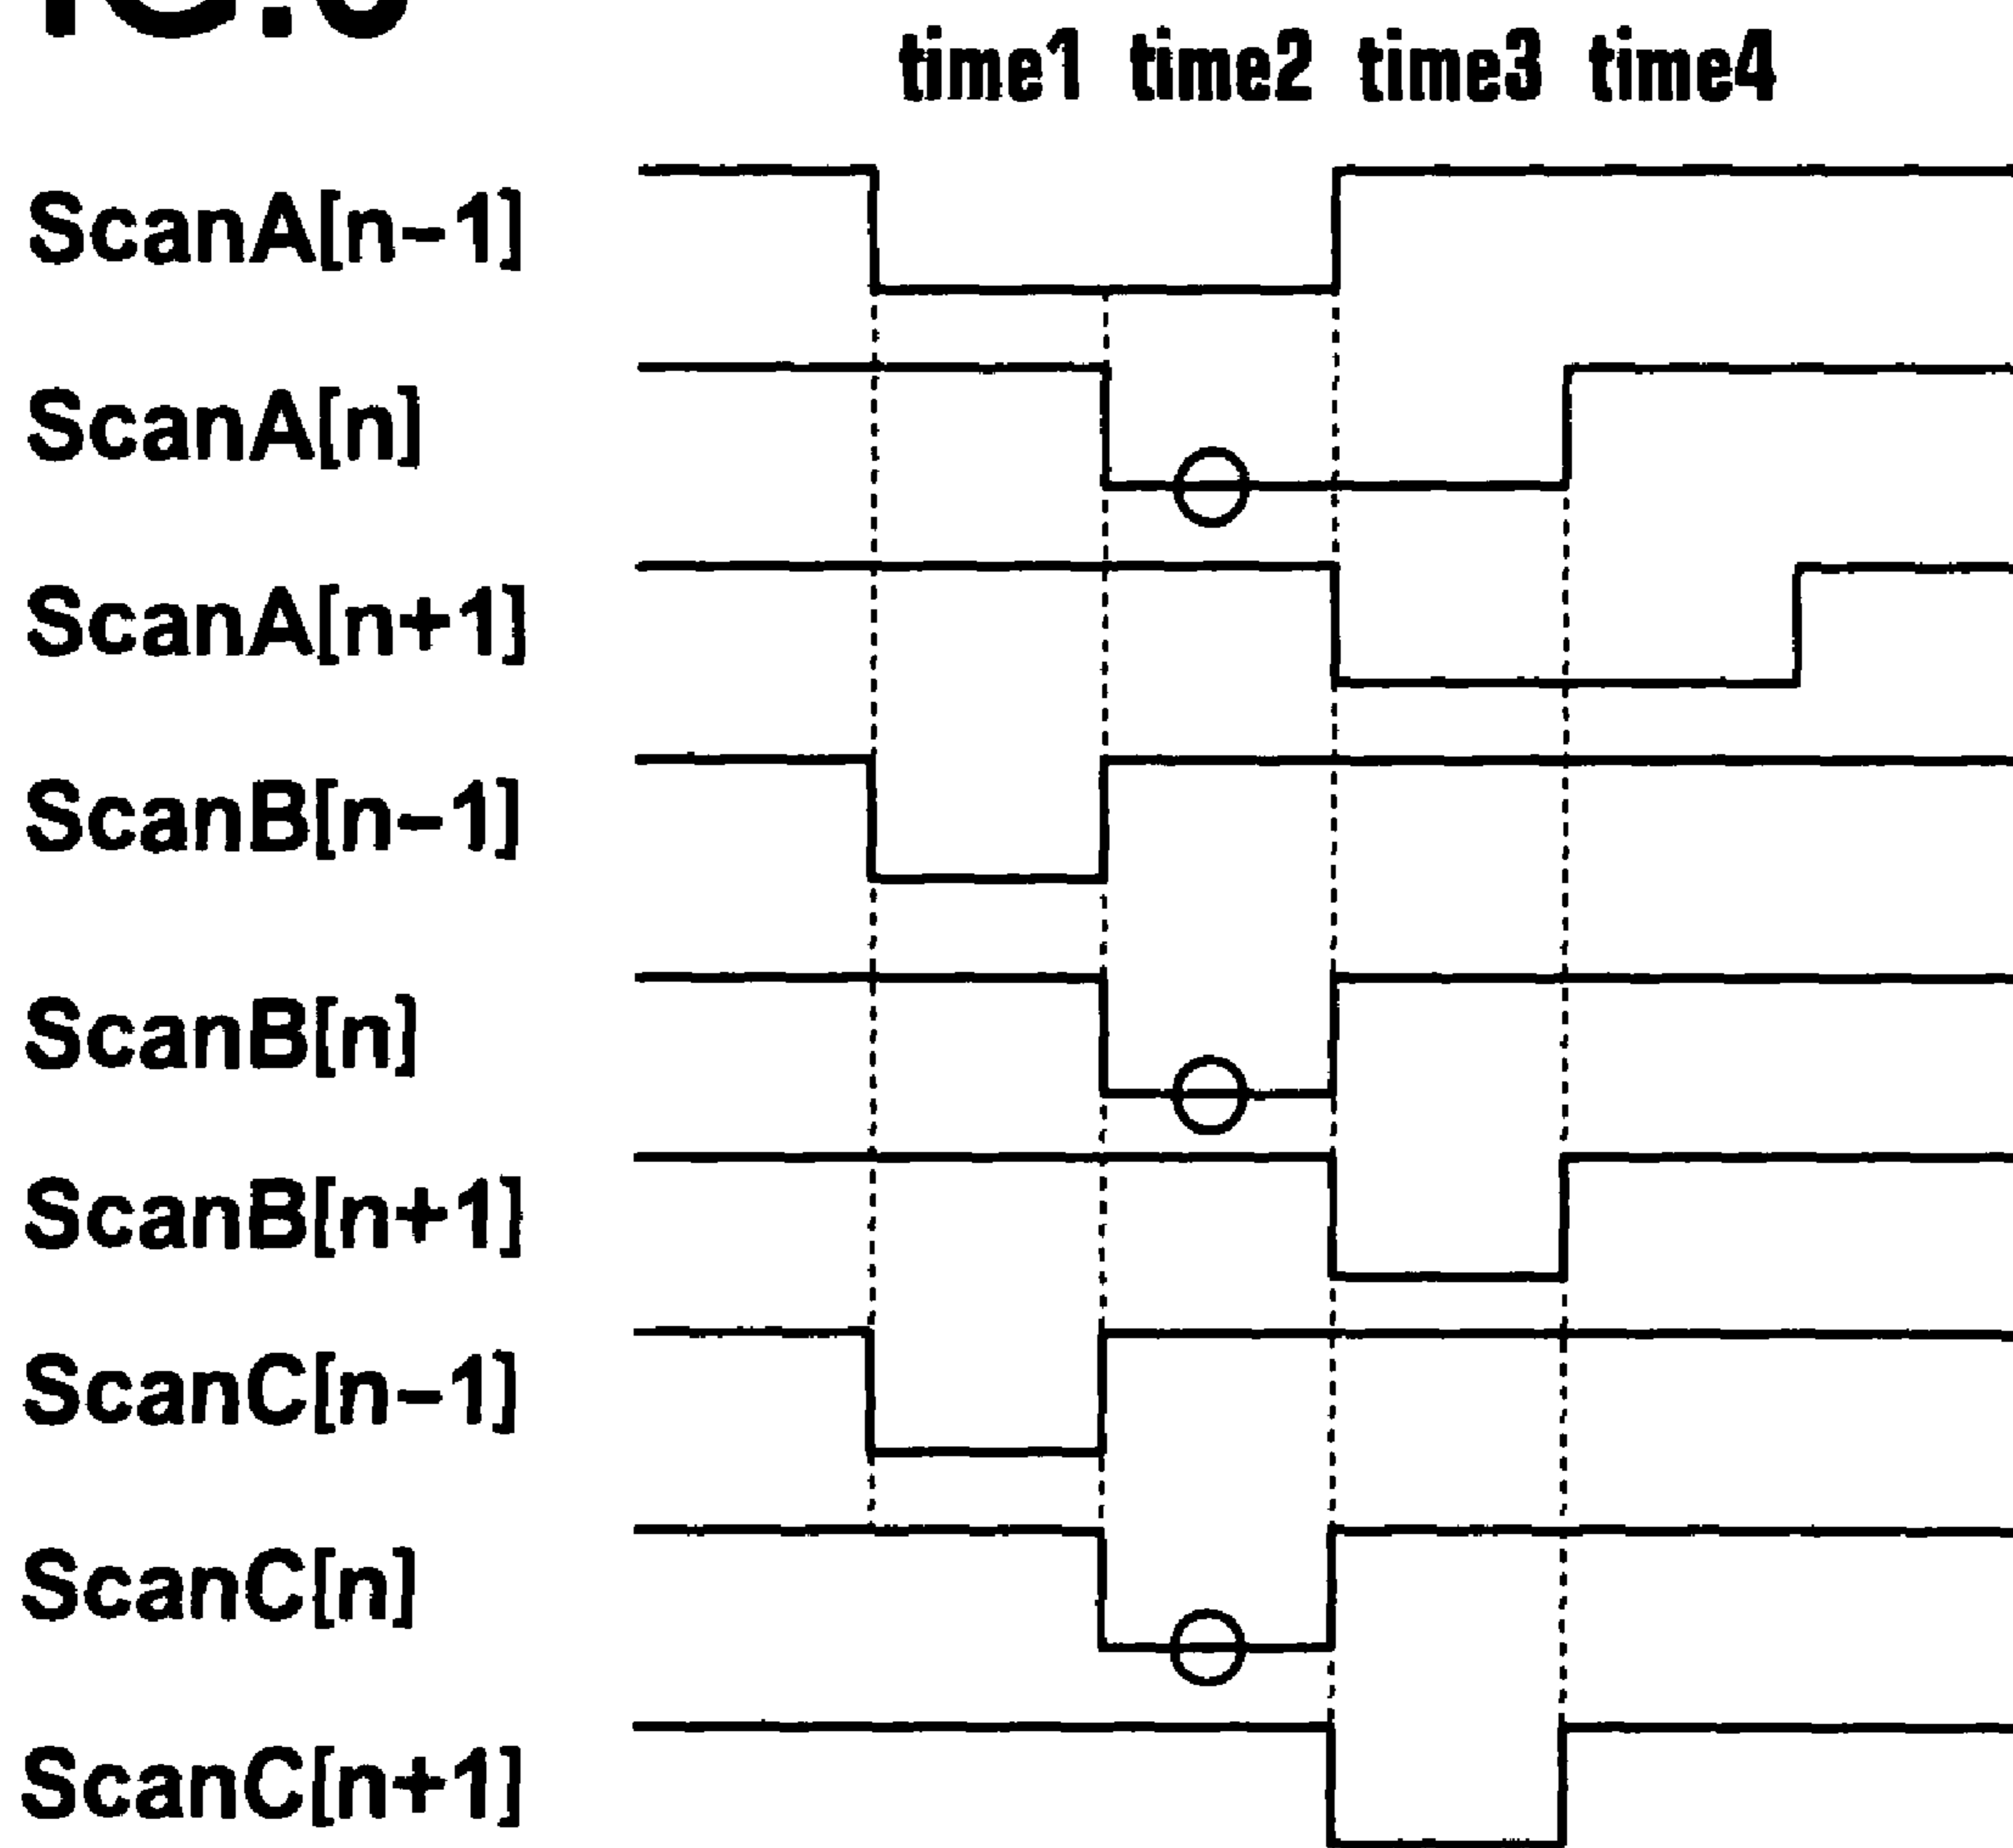 time1 time2 time3 time4
ScanA[n-1]
ScanA[n]
ScanA[n+1]
ScanB[n-1]
ScanB[n]
ScanB[n+1]
ScanC[n-1]
ScanC[n]
ScanC[n+1]